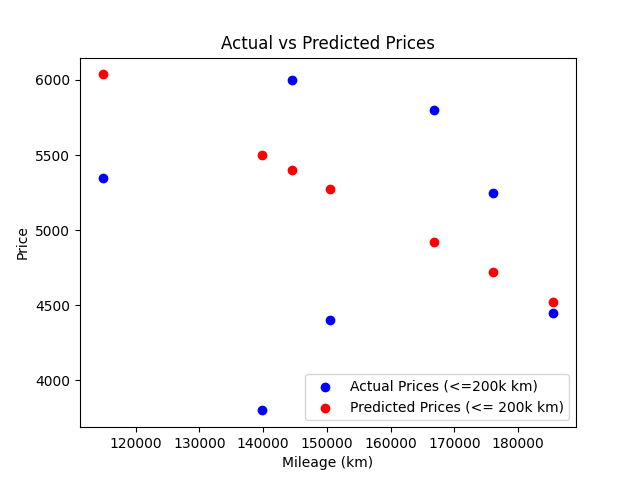 Actual vs Predicted Prices
6000
5500
5000
4500
4000
Price
Actual Prices (<=200k km)
Predicted Prices (<= 200k km)
120000 130000 140000 150000 160000 170000 180000
Mileage (km)